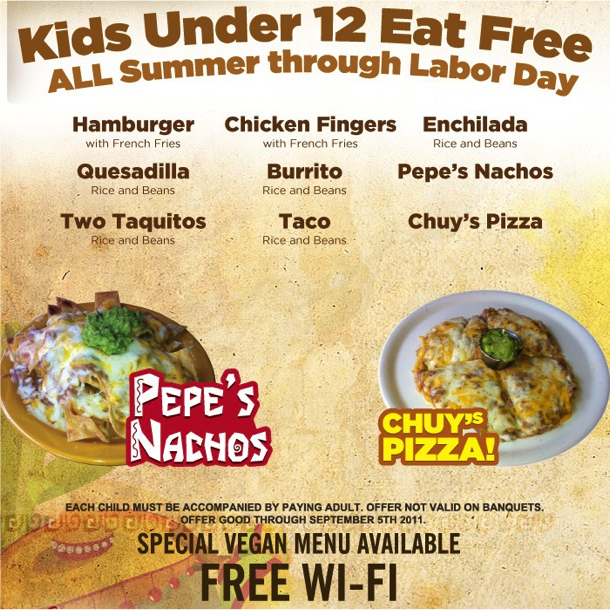 Kids Under 12 Eat Free
ALL Summer through Labor Day
Hamburger
with French Fries
Chicken Fingers
with French Fries
Enchilada
Rice and Beans
Quesadilla
Rice and Beans
Burrito
Rice and Beans
Pepe's Nachos
Two Taquitos
Rice and Beans
Taco
Rice and Beans
Chuy's Pizza
PEPE'S
NACHOS
CHUY'S
PIZZA!
EACH CHILD MUST BE ACCOMPANIED BY PAYING ADULT. OFFER NOT VALID ON BANQUETS.
OFFER GOOD THROUGH SEPTEMBER 5TH 2011.
SPECIAL VEGAN MENU AVAILABLE
FREE WI-FI